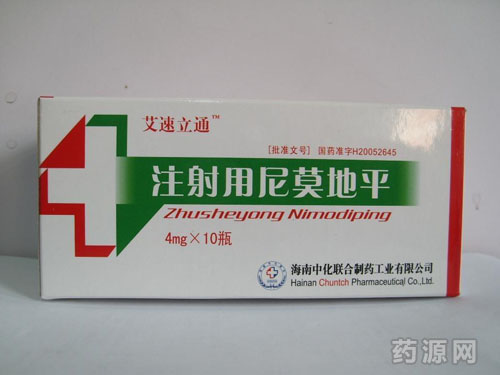 艾速立通™
[批准文号] 国药准字H20052645
注射用尼莫地平
Zhusheyong Nimodiping
4mg×10瓶
海南中化联合制药工业有限公司
Hainan Chuntch Pharmaceutical Co.,Ltd.
药源网